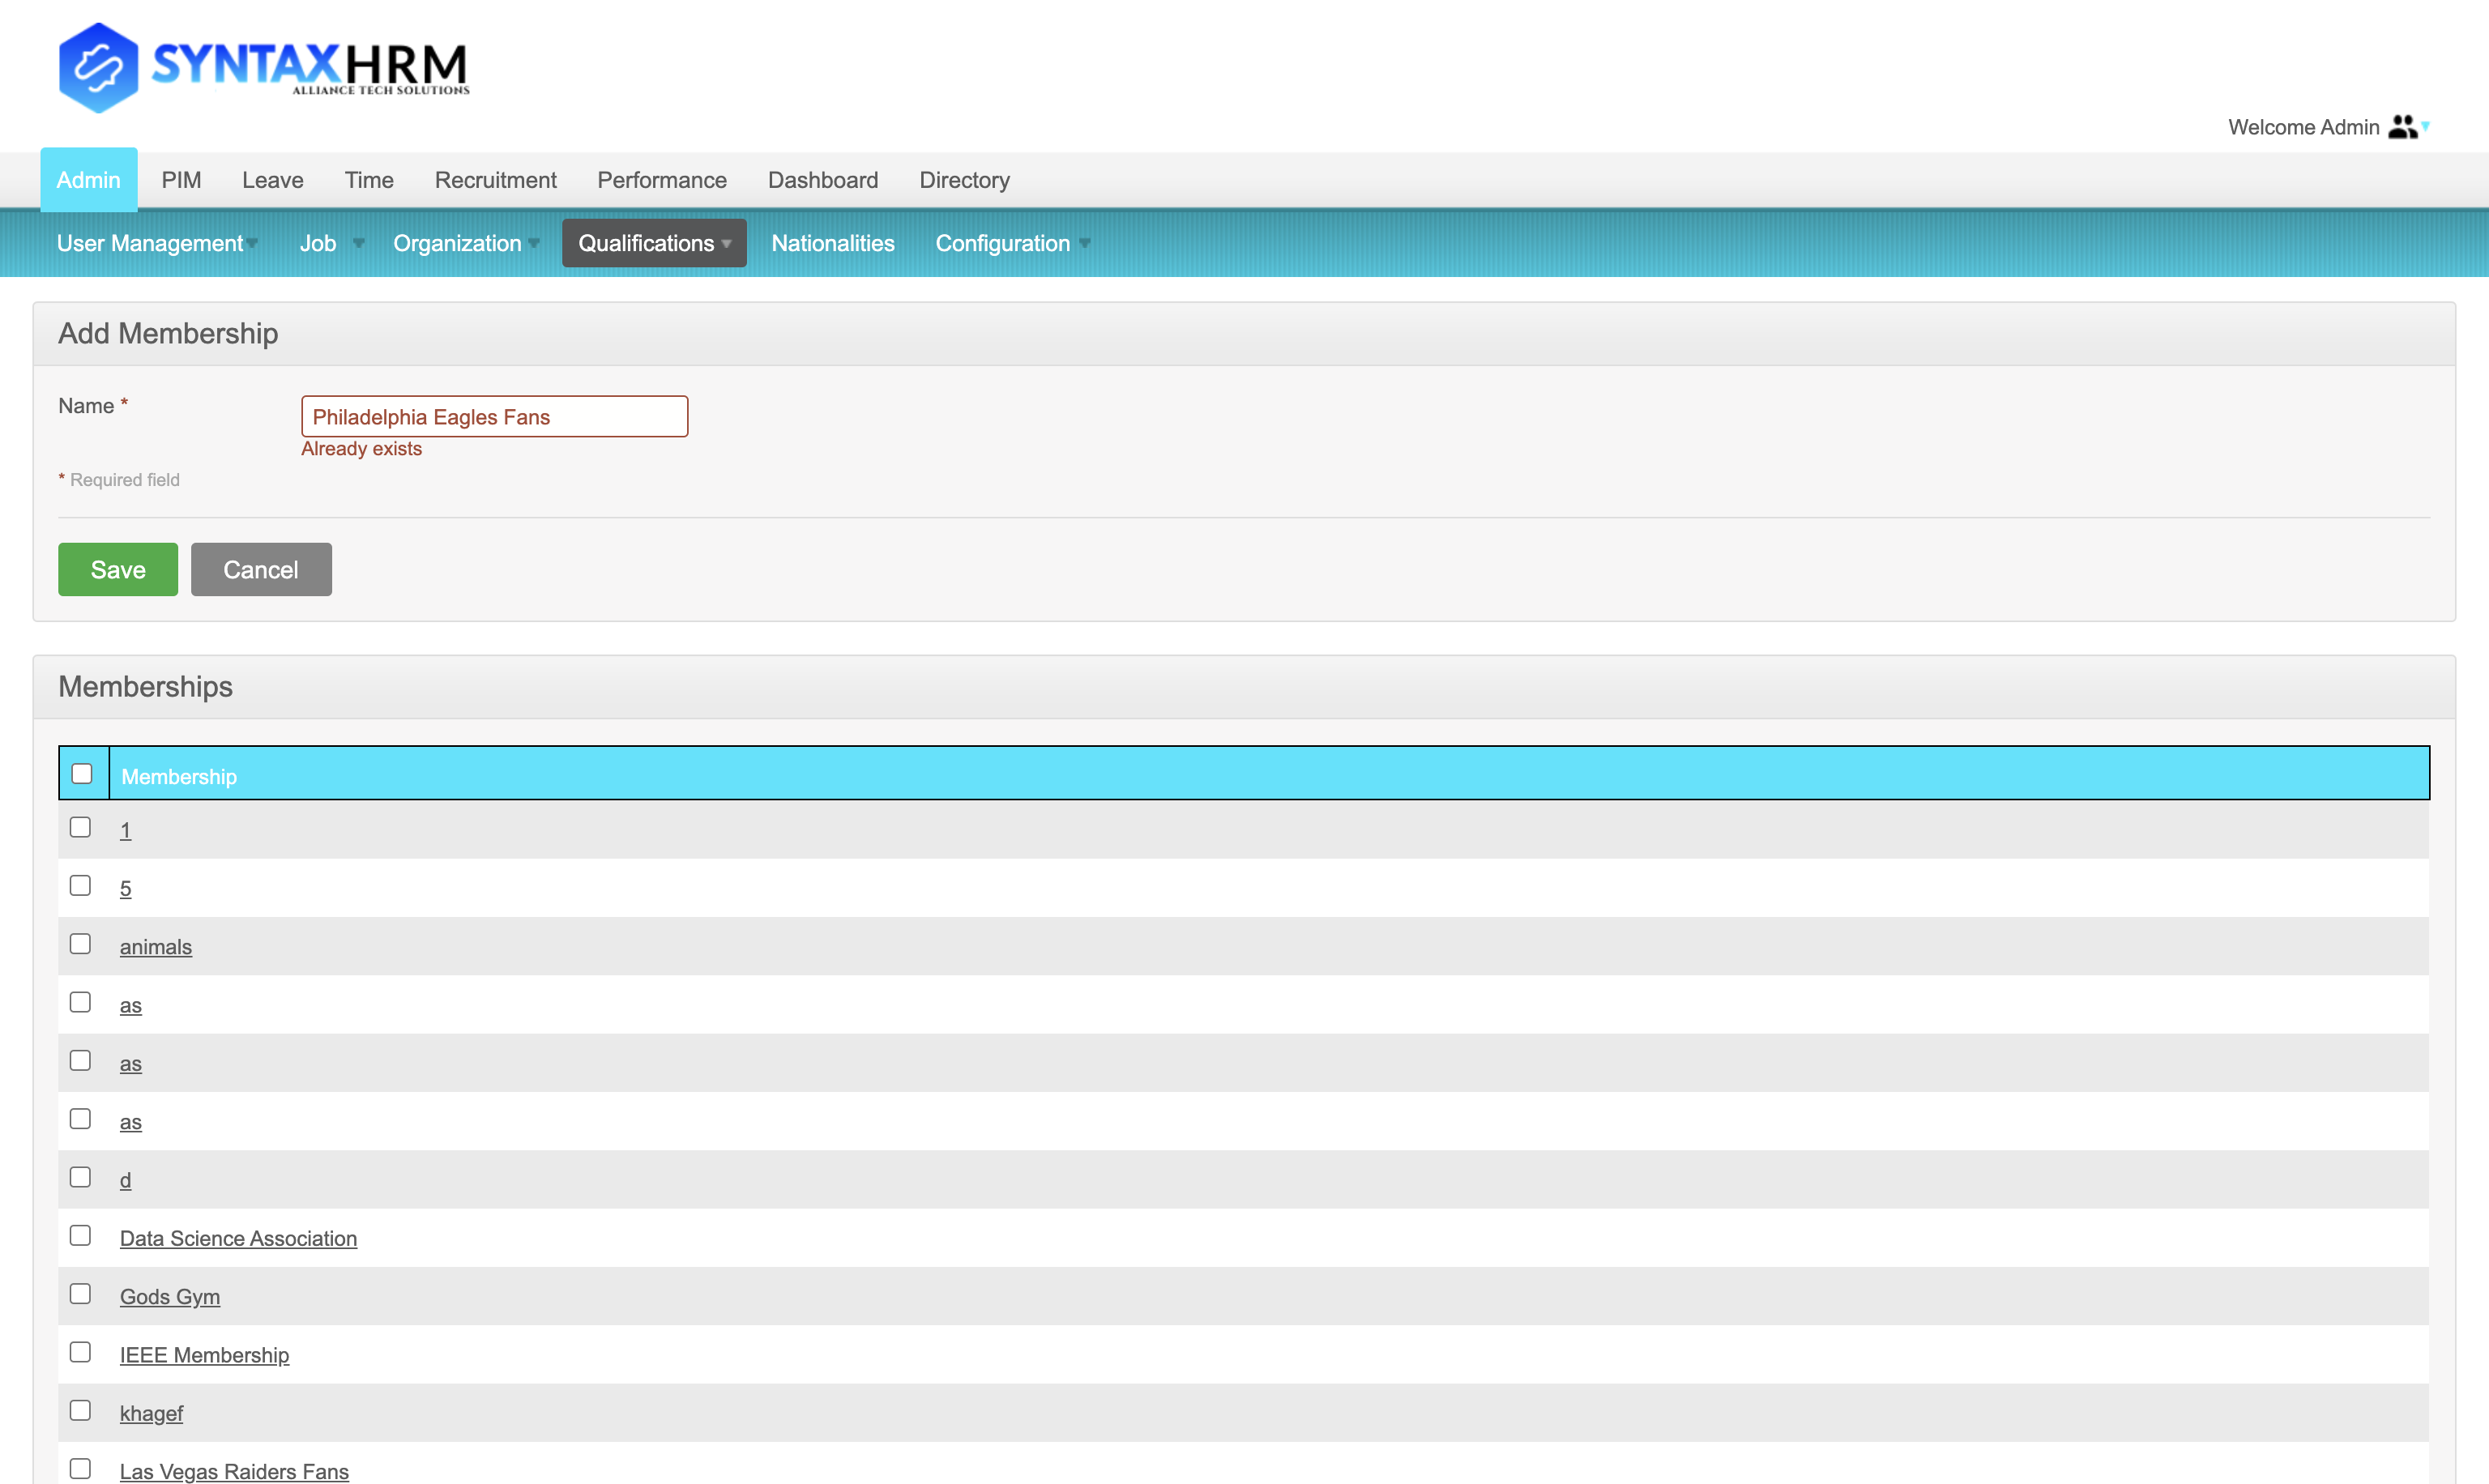 SYNTAXHRM
ALLIANCE TECH SOLUTIONS
Welcome Admin
Admin PIM Leave Time Recruitment Performance Dashboard Directory
User Management Job Organization Qualifications Nationalities Configuration
Add Membership
Name * Philadelphia Eagles Fans
Already exists
* Required field
Save Cancel
Memberships
Membership
1
5
animals
as
as
as
d
Data Science Association
Gods Gym
IEEE Membership
khagef
Las Vegas Raiders Fans